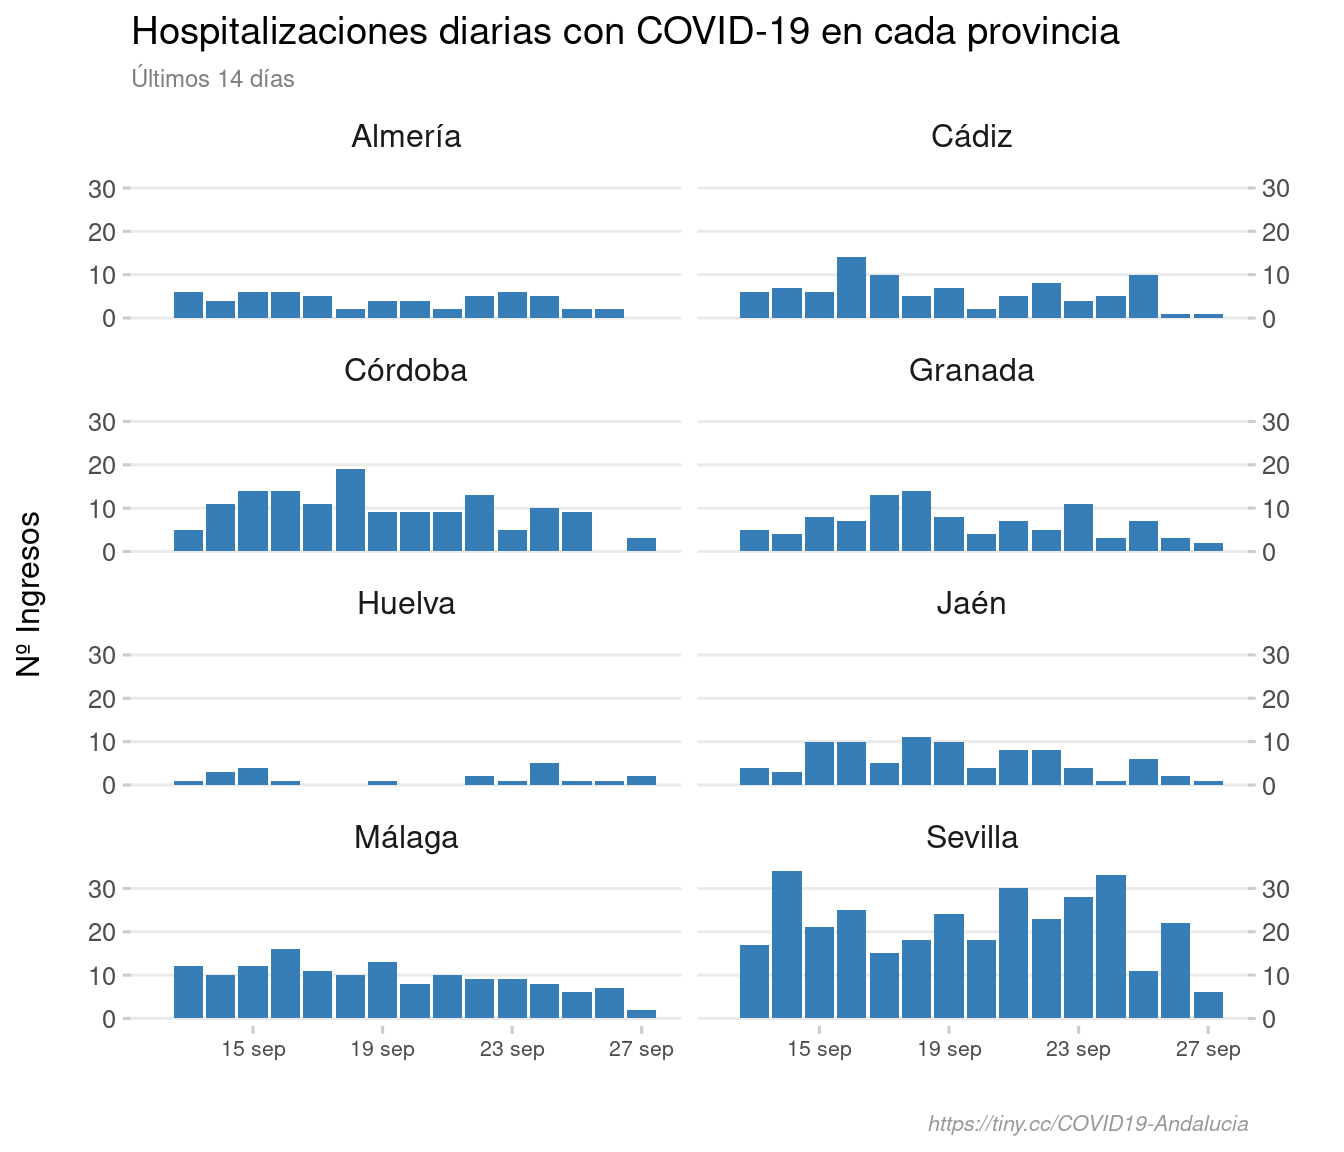 Hospitalizaciones diarias con COVID-19 en cada provincia
Últimos 14 días
Almería
Cádiz
30
20
10
0
30
20
10
0
Córdoba
Granada
30
20
10
0
30
20
10
0
Nº Ingresos
Huelva
Jaén
30
20
10
0
30
20
10
0
Málaga
Sevilla
30
20
10
0
30
20
10
0
15 sep 19 sep 23 sep 27 sep
15 sep 19 sep 23 sep 27 sep
https://tiny.cc/COVID19-Andalucia